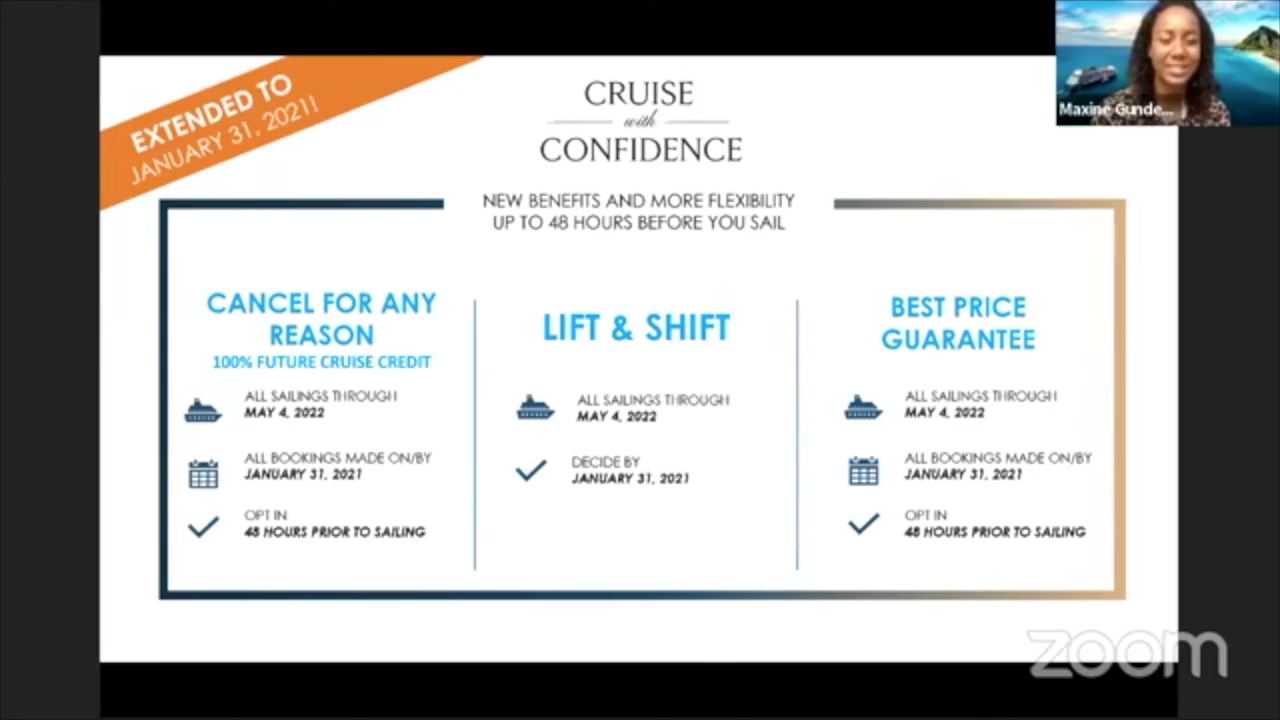 EXTENDED TO
JANUARY 31, 2021!
CRUISE
with
CONFIDENCE
NEW BENEFITS AND MORE FLEXIBILITY
UP TO 48 HOURS BEFORE YOU SAIL
CANCEL FOR ANY
REASON
100% FUTURE CRUISE CREDIT
ALL SAILINGS THROUGH
MAY 4, 2022
ALL BOOKINGS MADE ON/BY
JANUARY 31, 2021
OPT IN
48 HOURS PRIOR TO SAILING
LIFT & SHIFT
ALL SAILINGS THROUGH
MAY 4, 2022
DECIDE BY
JANUARY 31, 2021
BEST PRICE
GUARANTEE
ALL SAILINGS THROUGH
MAY 4, 2022
ALL BOOKINGS MADE ON/BY
JANUARY 31, 2021
OPT IN
48 HOURS PRIOR TO SAILING
Maxine Gunde...
zoom